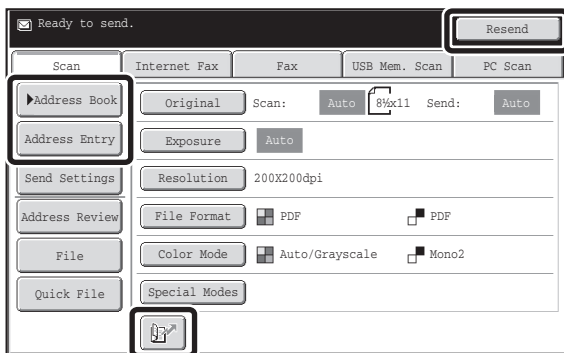 Ready to send.
Resend
Scan Internet Fax Fax USB Mem. Scan PC Scan
Address Book Original Scan: Auto 8½x11 Send: Auto
Address Entry Exposure Auto
Send Settings Resolution 200X200dpi
Address Review File Format PDF PDF
File Color Mode Auto/Grayscale Mono2
Quick File Special Modes